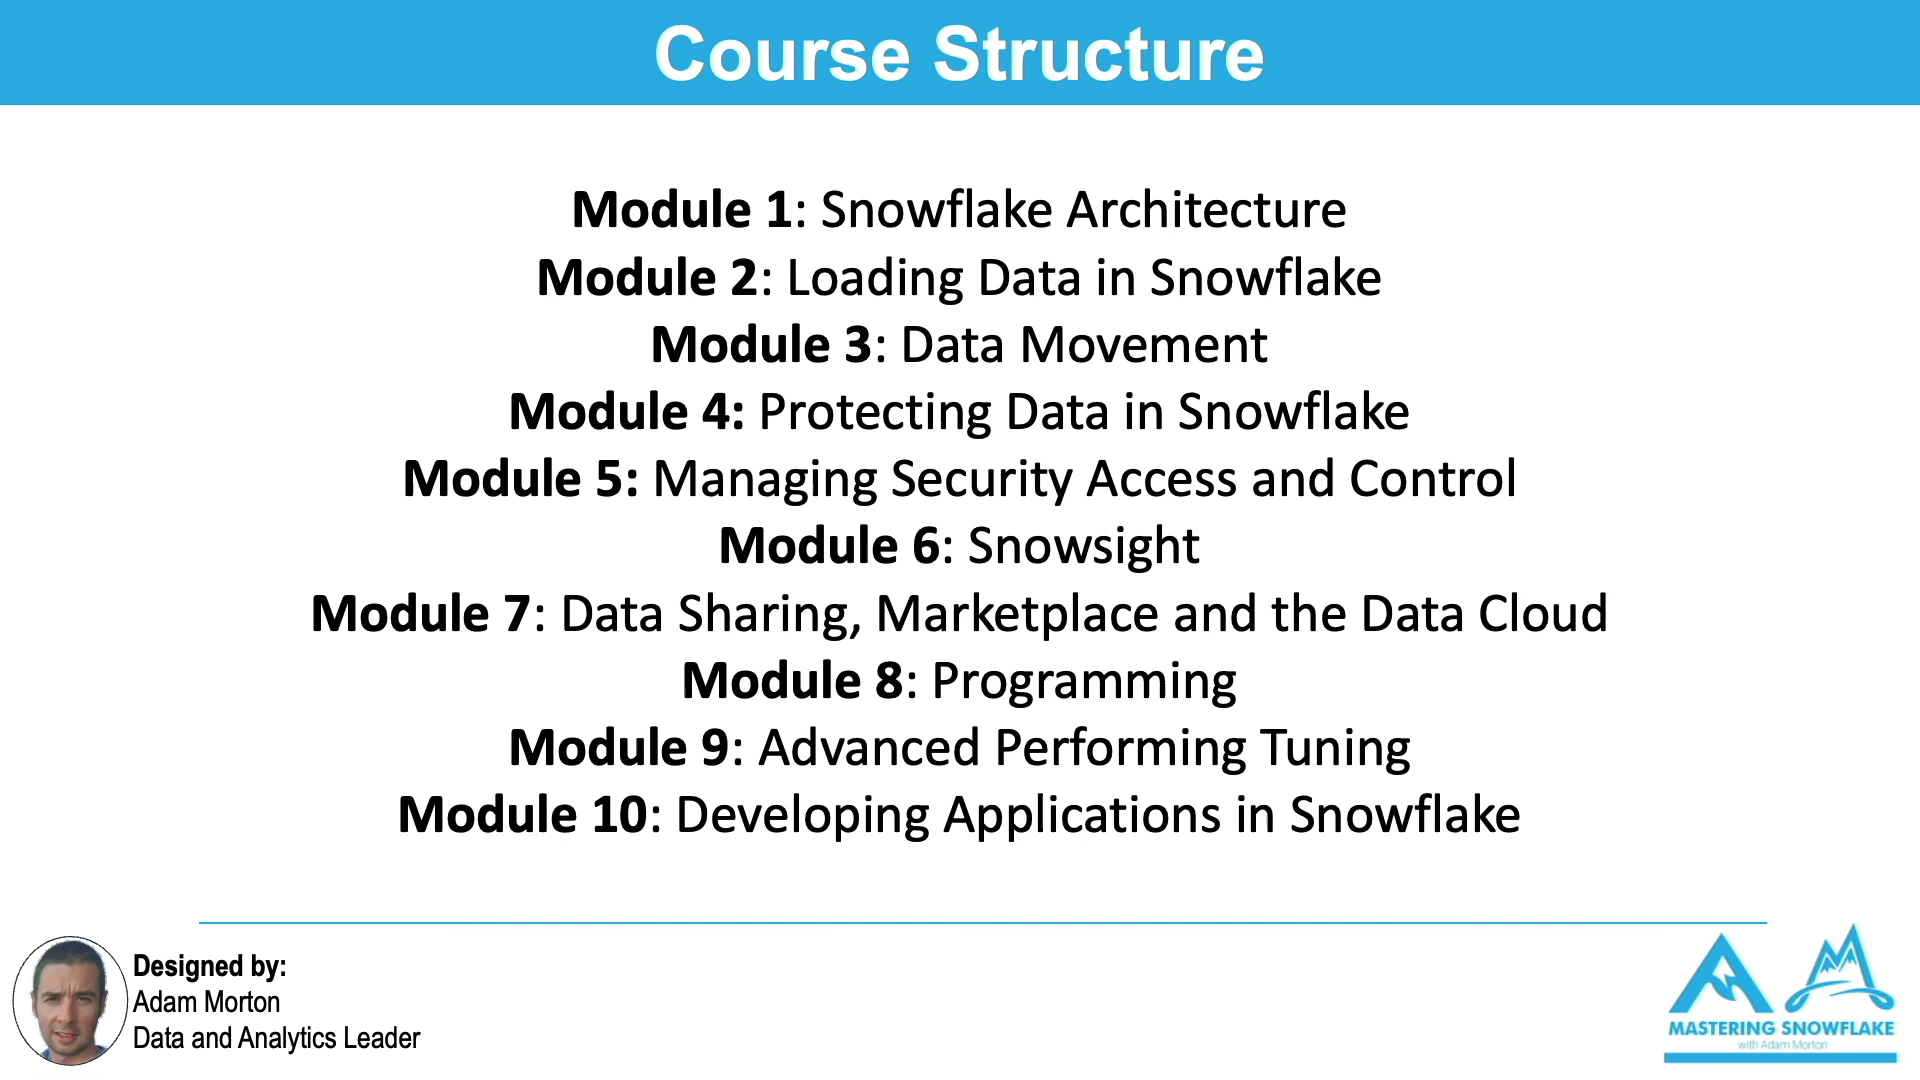 Course Structure
Module 1: Snowflake Architecture
Module 2: Loading Data in Snowflake
Module 3: Data Movement
Module 4: Protecting Data in Snowflake
Module 5: Managing Security Access and Control
Module 6: Snowsight
Module 7: Data Sharing, Marketplace and the Data Cloud
Module 8: Programming
Module 9: Advanced Performing Tuning
Module 10: Developing Applications in Snowflake
Designed by:
Adam Morton
Data and Analytics Leader
MASTERING SNOWFLAKE
with Adam Morton